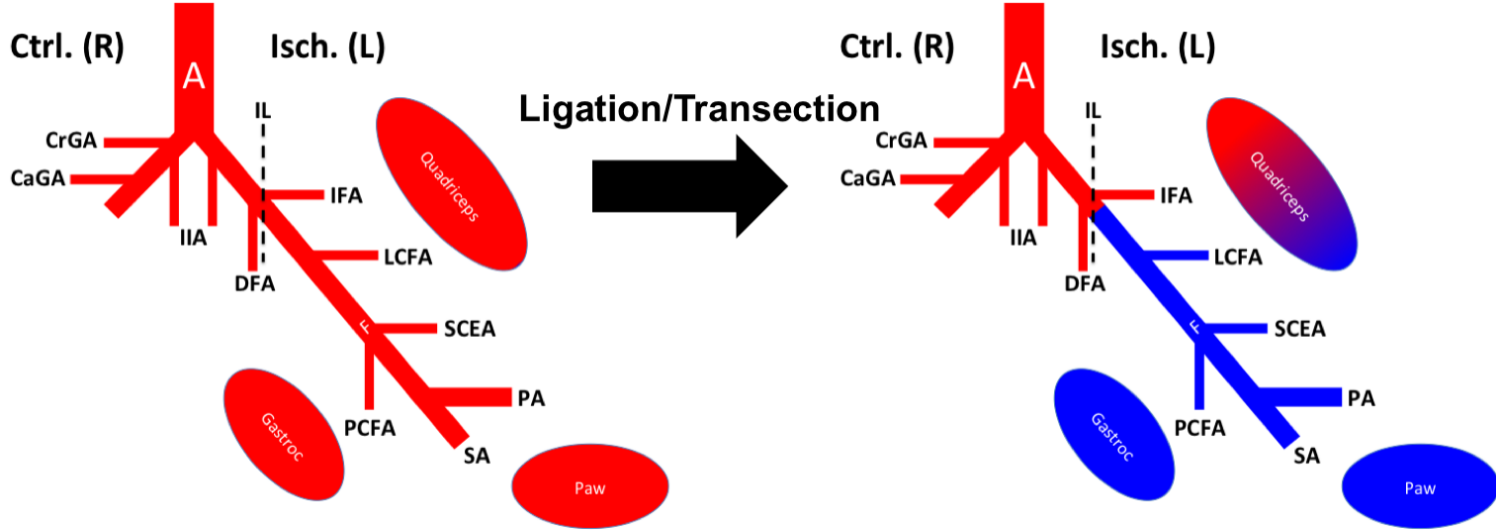 Ctrl. (R)
Isch. (L)
A
IL
CrGA
CaGA
IFA
IIA
DFA
LCFA
F
SCEA
PCFA
PA
SA
Quadriceps
Gastroc
Paw
Ligation/Transection
Ctrl. (R)
Isch. (L)
A
IL
CrGA
CaGA
IFA
IIA
DFA
LCFA
F
SCEA
PCFA
PA
SA
Quadriceps
Gastroc
Paw